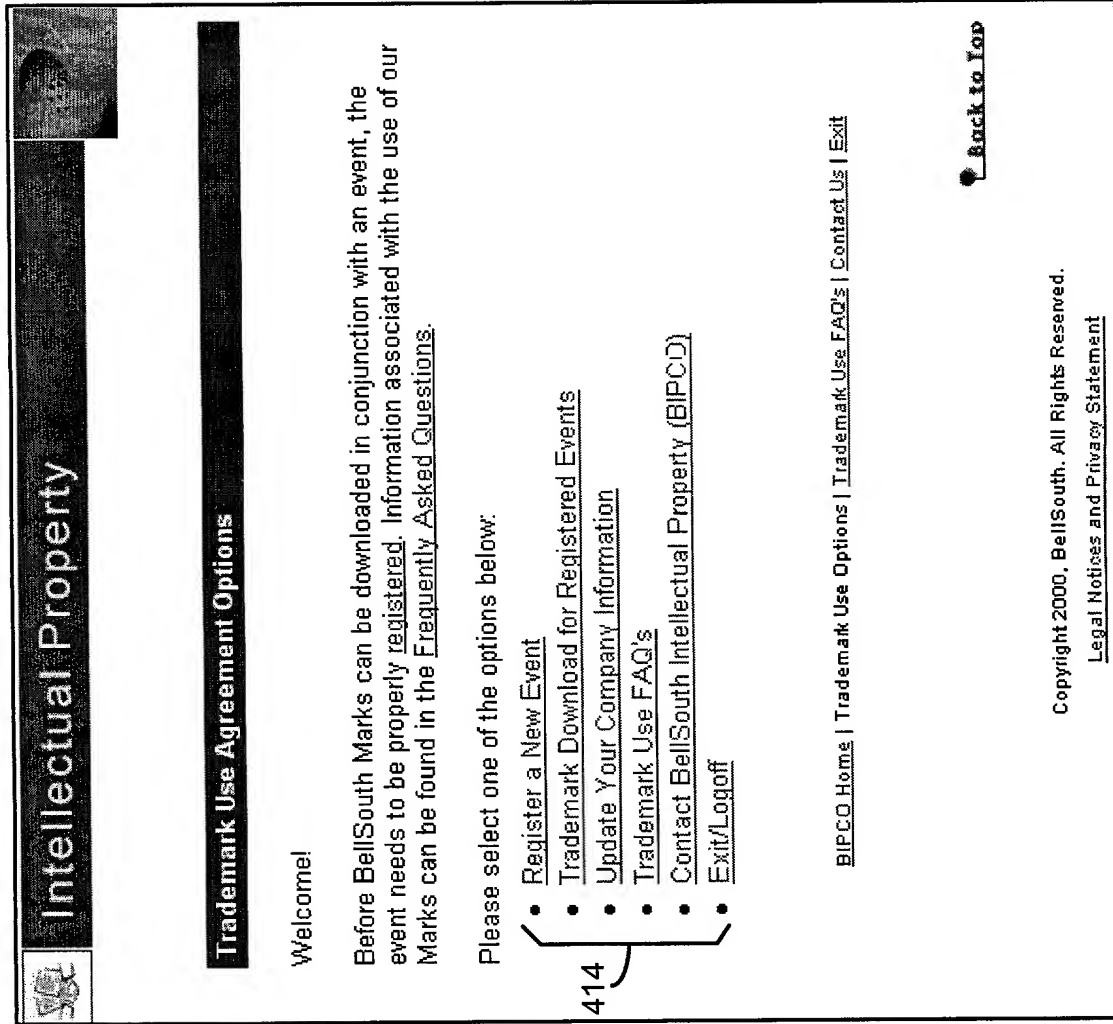 Intellectual Property
Trademark Use Agreement Options
Welcome!
Before BellSouth Marks can be downloaded in conjunction with an event, the
event needs to be properly registered. Information associated with the use of our
Marks can be found in the Frequently Asked Questions.
Please select one of the options below:
• Register a New Event
• Trademark Download for Registered Events
• Update Your Company Information
• Trademark Use FAQ's
• Contact BellSouth Intellectual Property (BIPCO)
• Exit/Logoff
414
BIPCO Home | Trademark Use Options | Trademark Use FAQ's | Contact Us | Exit
Back to Top
Copyright 2000, BellSouth. All Rights Reserved.
Legal Notices and Privacy Statement